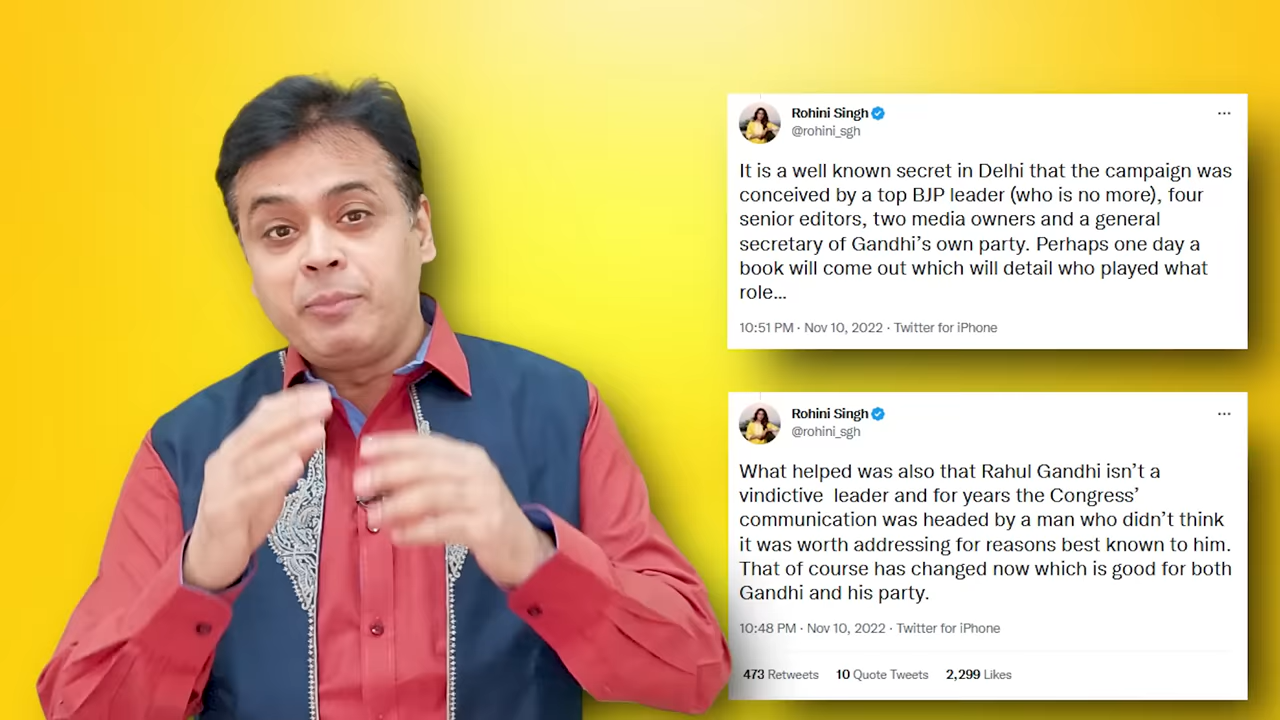 Rohini Singh
@rohini_sgh
It is a well known secret in Delhi that the campaign was
conceived by a top BJP leader (who is no more), four
senior editors, two media owners and a general
secretary of Gandhi's own party. Perhaps one day a
book will come out which will detail who played what
role...
10:51 PM · Nov 10, 2022 · Twitter for iPhone
Rohini Singh
@rohini_sgh
What helped was also that Rahul Gandhi isn't a
vindictive leader and for years the Congress'
communication was headed by a man who didn't think
it was worth addressing for reasons best known to him.
That of course has changed now which is good for both
Gandhi and his party.
10:48 PM · Nov 10, 2022 · Twitter for iPhone
473 Retweets 10 Quote Tweets 2,299 Likes